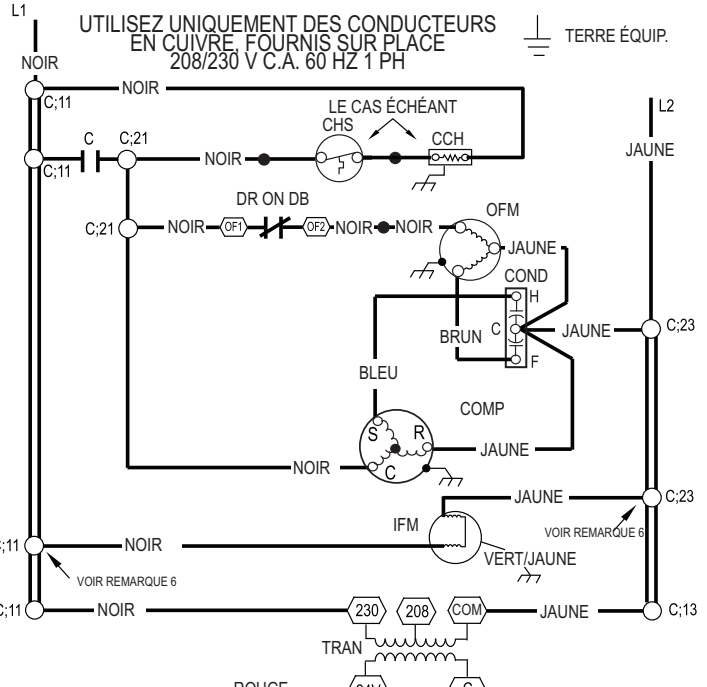 L1
UTILISEZ UNIQUEMENT DES CONDUCTEURS
EN CUIVRE, FOURNIS SUR PLACE
208/230 V C.A. 60 HZ 1 PH
TERRE ÉQUIP.
NOIR
C;11
NOIR
LE CAS ÉCHÉANT
CHS
CCH
L2
C;11
C
C;21
NOIR
JAUNE
DR ON DB
OFM
C;21
NOIR
OF1
OF2
NOIR
NOIR
JAUNE
COND
H
C
BRUN
JAUNE
C;23
F
BLEU
COMP
S
R
JAUNE
C
NOIR
JAUNE
C;23
IFM
VOIR REMARQUE 6
C;11
NOIR
VERT/JAUNE
VOIR REMARQUE 6
C;11
NOIR
230
208
COM
JAUNE
C;13
TRAN
ROUGE
24V
C